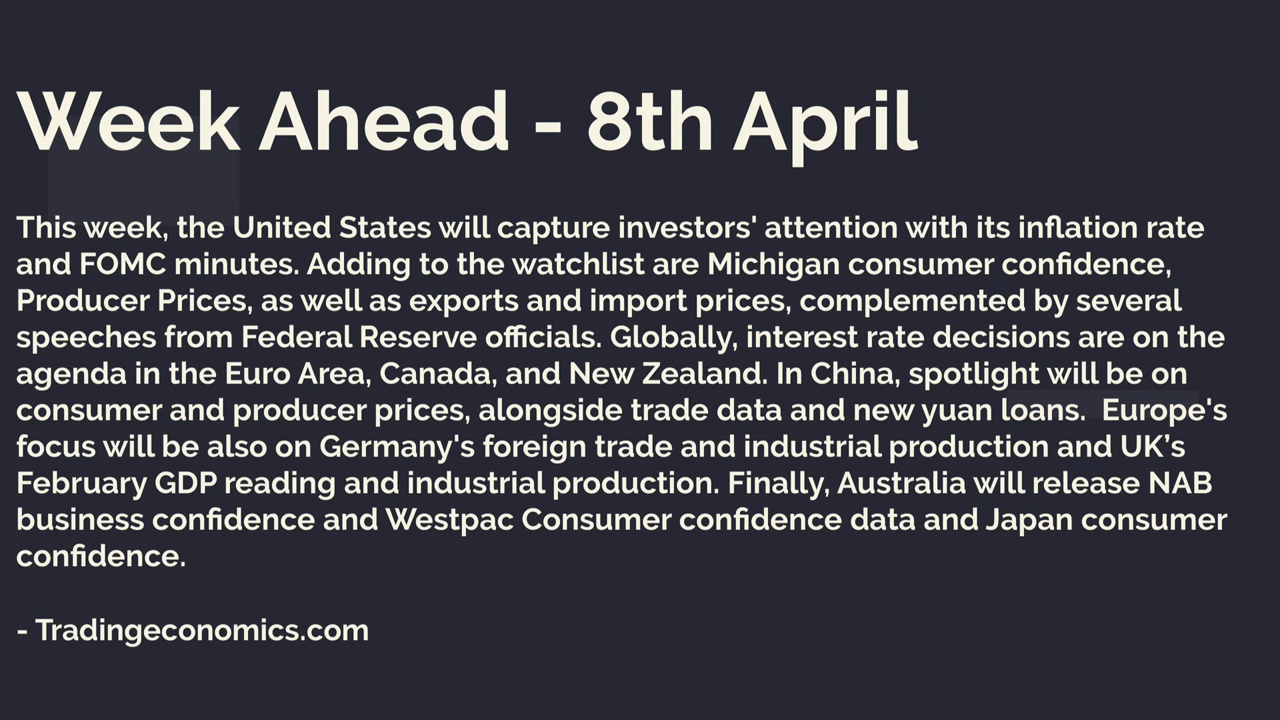 Week Ahead - 8th April
This week, the United States will capture investors' attention with its inflation rate
and FOMC minutes. Adding to the watchlist are Michigan consumer confidence,
Producer Prices, as well as exports and import prices, complemented by several
speeches from Federal Reserve officials. Globally, interest rate decisions are on the
agenda in the Euro Area, Canada, and New Zealand. In China, spotlight will be on
consumer and producer prices, alongside trade data and new yuan loans.  Europe's
focus will be also on Germany's foreign trade and industrial production and UK’s
February GDP reading and industrial production. Finally, Australia will release NAB
business confidence and Westpac Consumer confidence data and Japan consumer
confidence.
- Tradingeconomics.com